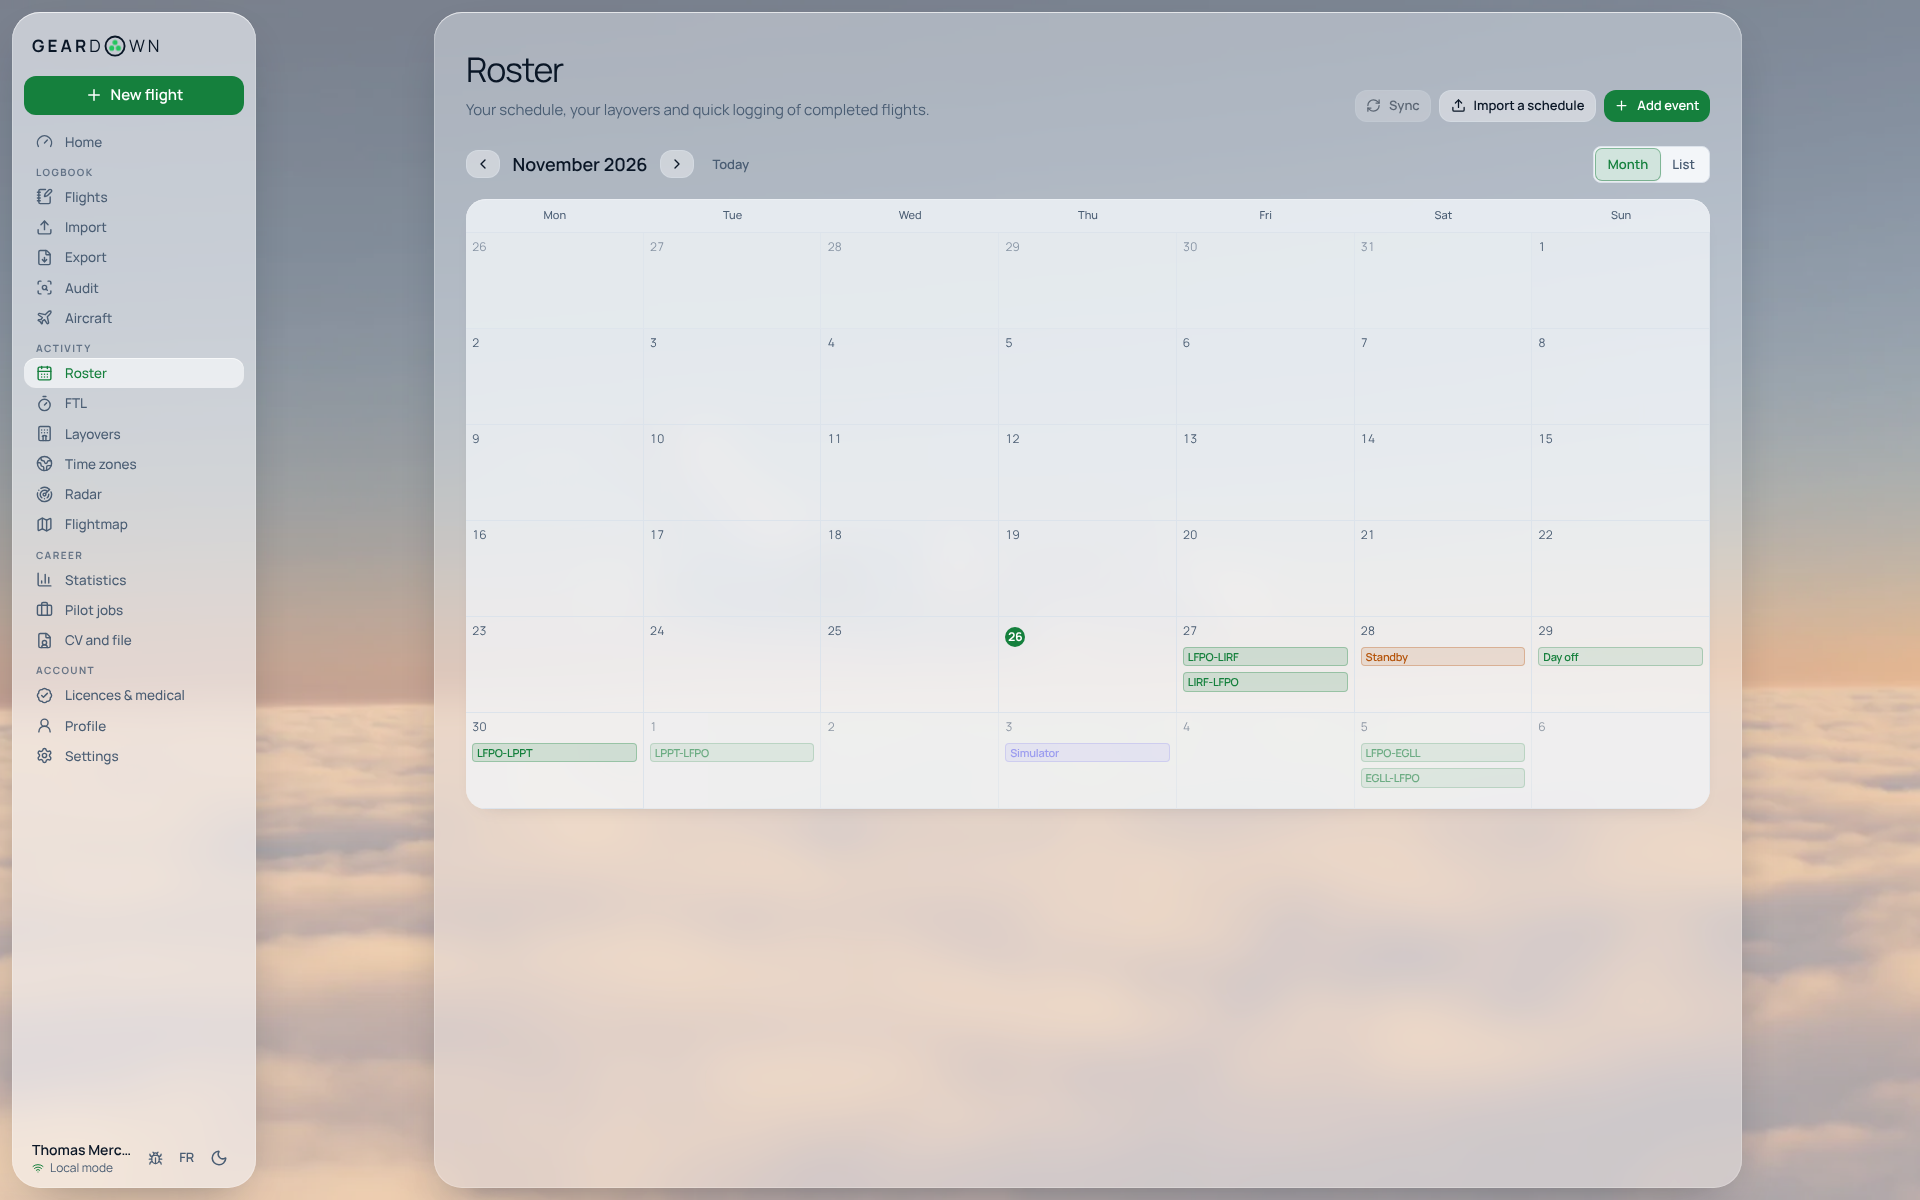 GEARDOWN
New flight
Home
LOGBOOK
Flights
Import
Export
Audit
Aircraft
ACTIVITY
Roster
FTL
Layovers
Time zones
Radar
Flightmap
CAREER
Statistics
Pilot jobs
CV and file
ACCOUNT
Licences & medical
Profile
Settings
Thomas Merc...
Local mode
FR
Roster
Your schedule, your layovers and quick logging of completed flights.
Sync
Import a schedule
Add event
November 2026
Today
Month
List
Mon Tue Wed Thu Fri Sat Sun
26 27 28 29 30 31 1
2 3 4 5 6 7 8
9 10 11 12 13 14 15
16 17 18 19 20 21 22
23 24 25 26 27 28 29
LFPO-LIRF Standby Day off
LIRF-LFPO
30 1 2 3 4 5 6
LFPO-LPPT LPPT-LFPO Simulator LFPO-EGLL
EGLL-LFPO